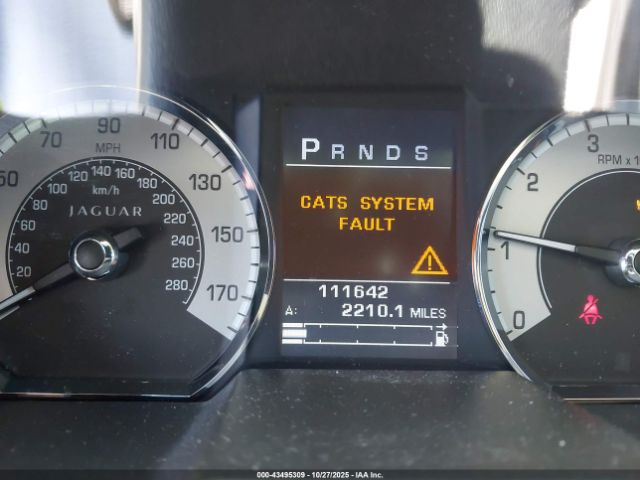 50 70 90 110 130 150 170
MPH
20 40 60 80 100 120 140 160 180 200 220 240 260 280
km/h
JAGUAR
P R N D S
CATS SYSTEM
FAULT
111642
A: 2210.1 MILES
0 1 2 3
RPM x 1
000-43495309 | 10/27/2025 | IAA Inc.